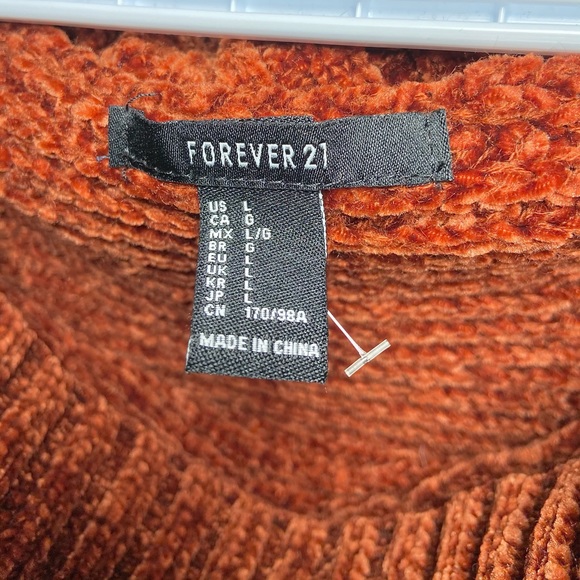 FOREVER 21
US L
CA G
MX L/G
BR G
EU L
UK L
KR L
JP L
CN 170/98A
MADE IN CHINA